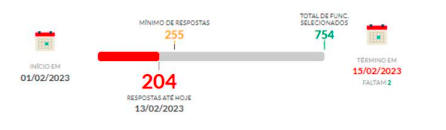 MÍNIMO DE RESPOSTAS
255
TOTAL DE FUNC.
SELECIONADOS
754
INÍCIO EM
01/02/2023
204
RESPOSTAS ATÉ HOJE
13/02/2023
TÉRMINO EM
15/02/2023
FALTAM 2